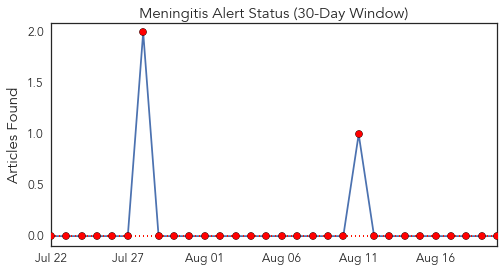 Meningitis Alert Status (30-Day Window)
Articles Found
2.0
1.5
1.0
0.5
0.0
Jul 22 Jul 27 Aug 01 Aug 06 Aug 11 Aug 16